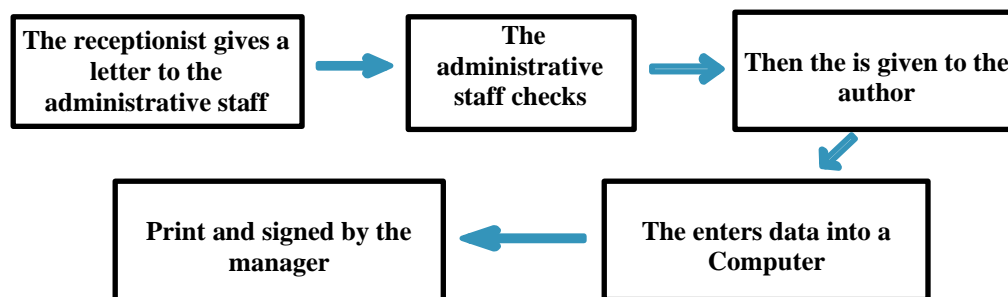 The receptionist gives a
letter to the
administrative staff
The
administrative
staff checks
Then the is given to the
author
The enters data into a
Computer
Print and signed by the
manager